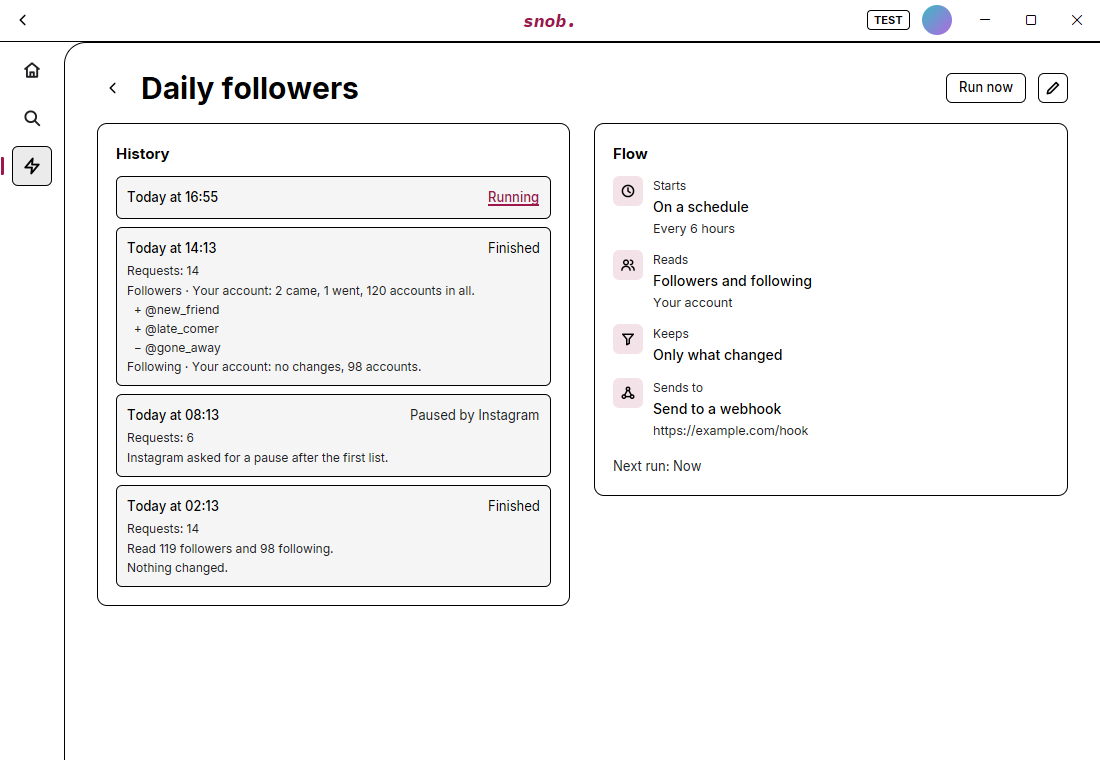 snob.
TEST
Daily followers
Run now
History
Today at 16:55
Running
Today at 14:13
Finished
Requests: 14
Followers · Your account: 2 came, 1 went, 120 accounts in all.
+ @new_friend
+ @late_comer
− @gone_away
Following · Your account: no changes, 98 accounts.
Today at 08:13
Paused by Instagram
Requests: 6
Instagram asked for a pause after the first list.
Today at 02:13
Finished
Requests: 14
Read 119 followers and 98 following.
Nothing changed.
Flow
Starts
On a schedule
Every 6 hours
Reads
Followers and following
Your account
Keeps
Only what changed
Sends to
Send to a webhook
https://example.com/hook
Next run: Now